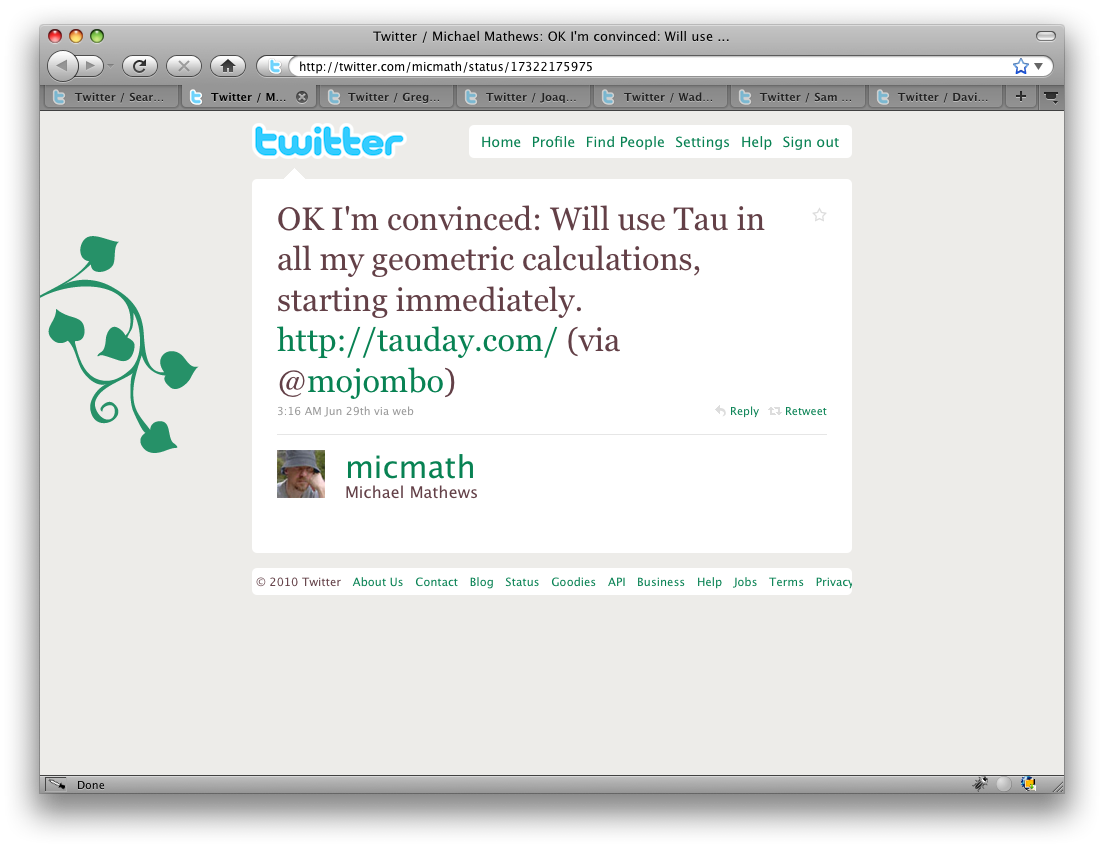 Twitter / Michael Mathews: OK I'm convinced: Will use ...
http://twitter.com/micmath/status/17322175975
Twitter / Sear... Twitter / M... Twitter / Greg... Twitter / Joaq... Twitter / Wad... Twitter / Sam ... Twitter / Davi... +
twitter
Home Profile Find People Settings Help Sign out
OK I'm convinced: Will use Tau in
all my geometric calculations,
starting immediately.
http://tauday.com/ (via
@mojombo)
3:16 AM Jun 29th via web Reply Retweet
micmath
Michael Mathews
© 2010 Twitter About Us Contact Blog Status Goodies API Business Help Jobs Terms Privacy
Done